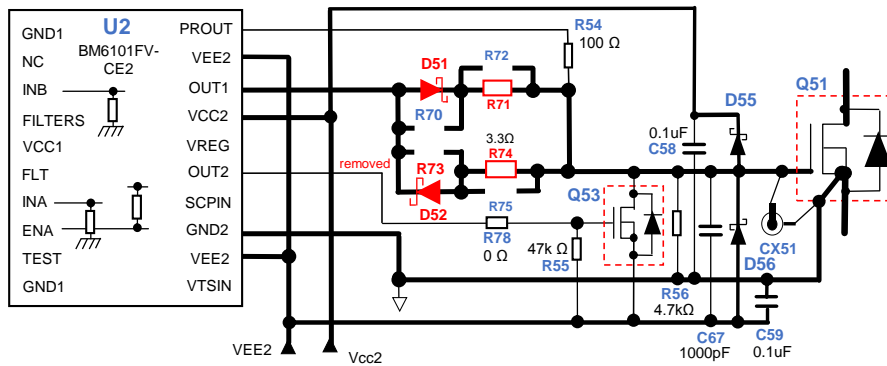 U2
BM6101FV-
CE2
GND1
NC
INB
FILTERS
VCC1
FLT
INA
ENA
TEST
GND1
PROUT
VEE2
OUT1
VCC2
VREG
OUT2
SCPIN
GND2
VEE2
VTSIN
R54
100 Ω
D51
R72
R71
R70
3.3Ω
R74
removed
R73
D52
R75
R78
0 Ω
47k Ω
R55
Q53
0.1uF
C58
D55
Q51
CX51
D56
R56
4.7kΩ
C67
1000pF
C59
0.1uF
VEE2
Vcc2